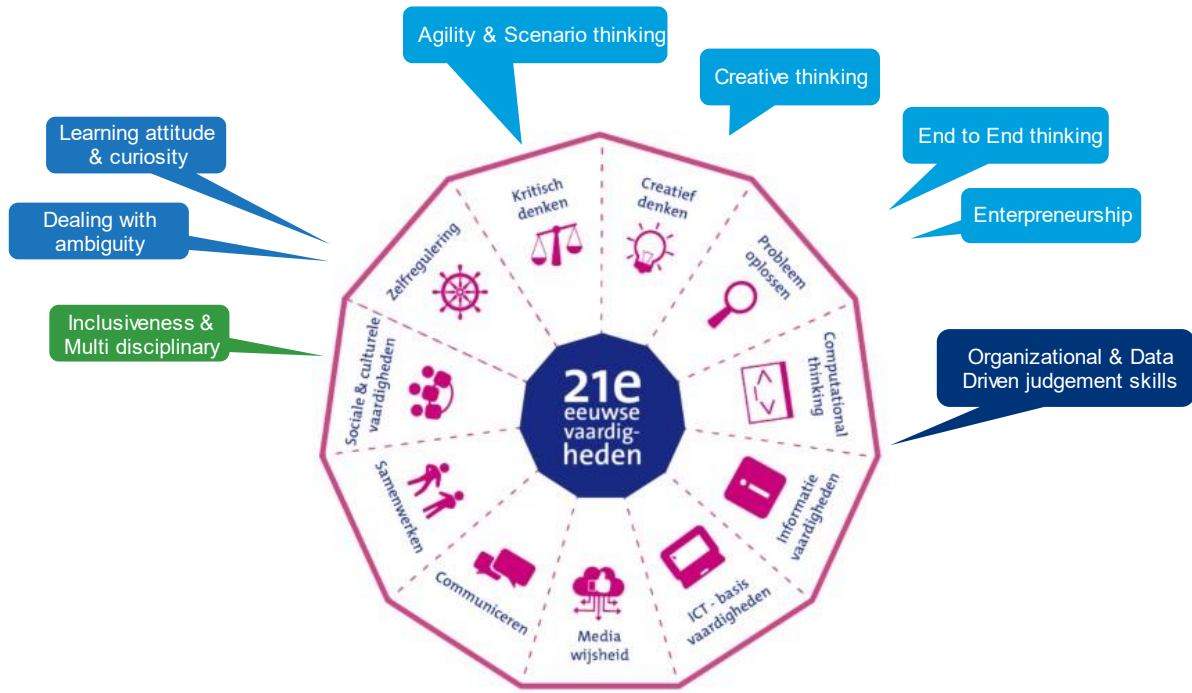 Agility & Scenario thinking
Creative thinking
End to End thinking
Enterpreneurship
Organizational & Data
Driven judgement skills
Learning attitude
& curiosity
Dealing with
ambiguity
Inclusiveness &
Multi disciplinary
Kritisch
denken
Creatief
denken
Probleem
oplossen
Computational
thinking
Informatie
vaardigheden
ICT - basis
vaardigheden
Media
wijsheid
Communiceren
Samenwerken
Sociale & culturele
vaardigheden
Zelfregulering
21e
eeuwse
vaardig-
heden